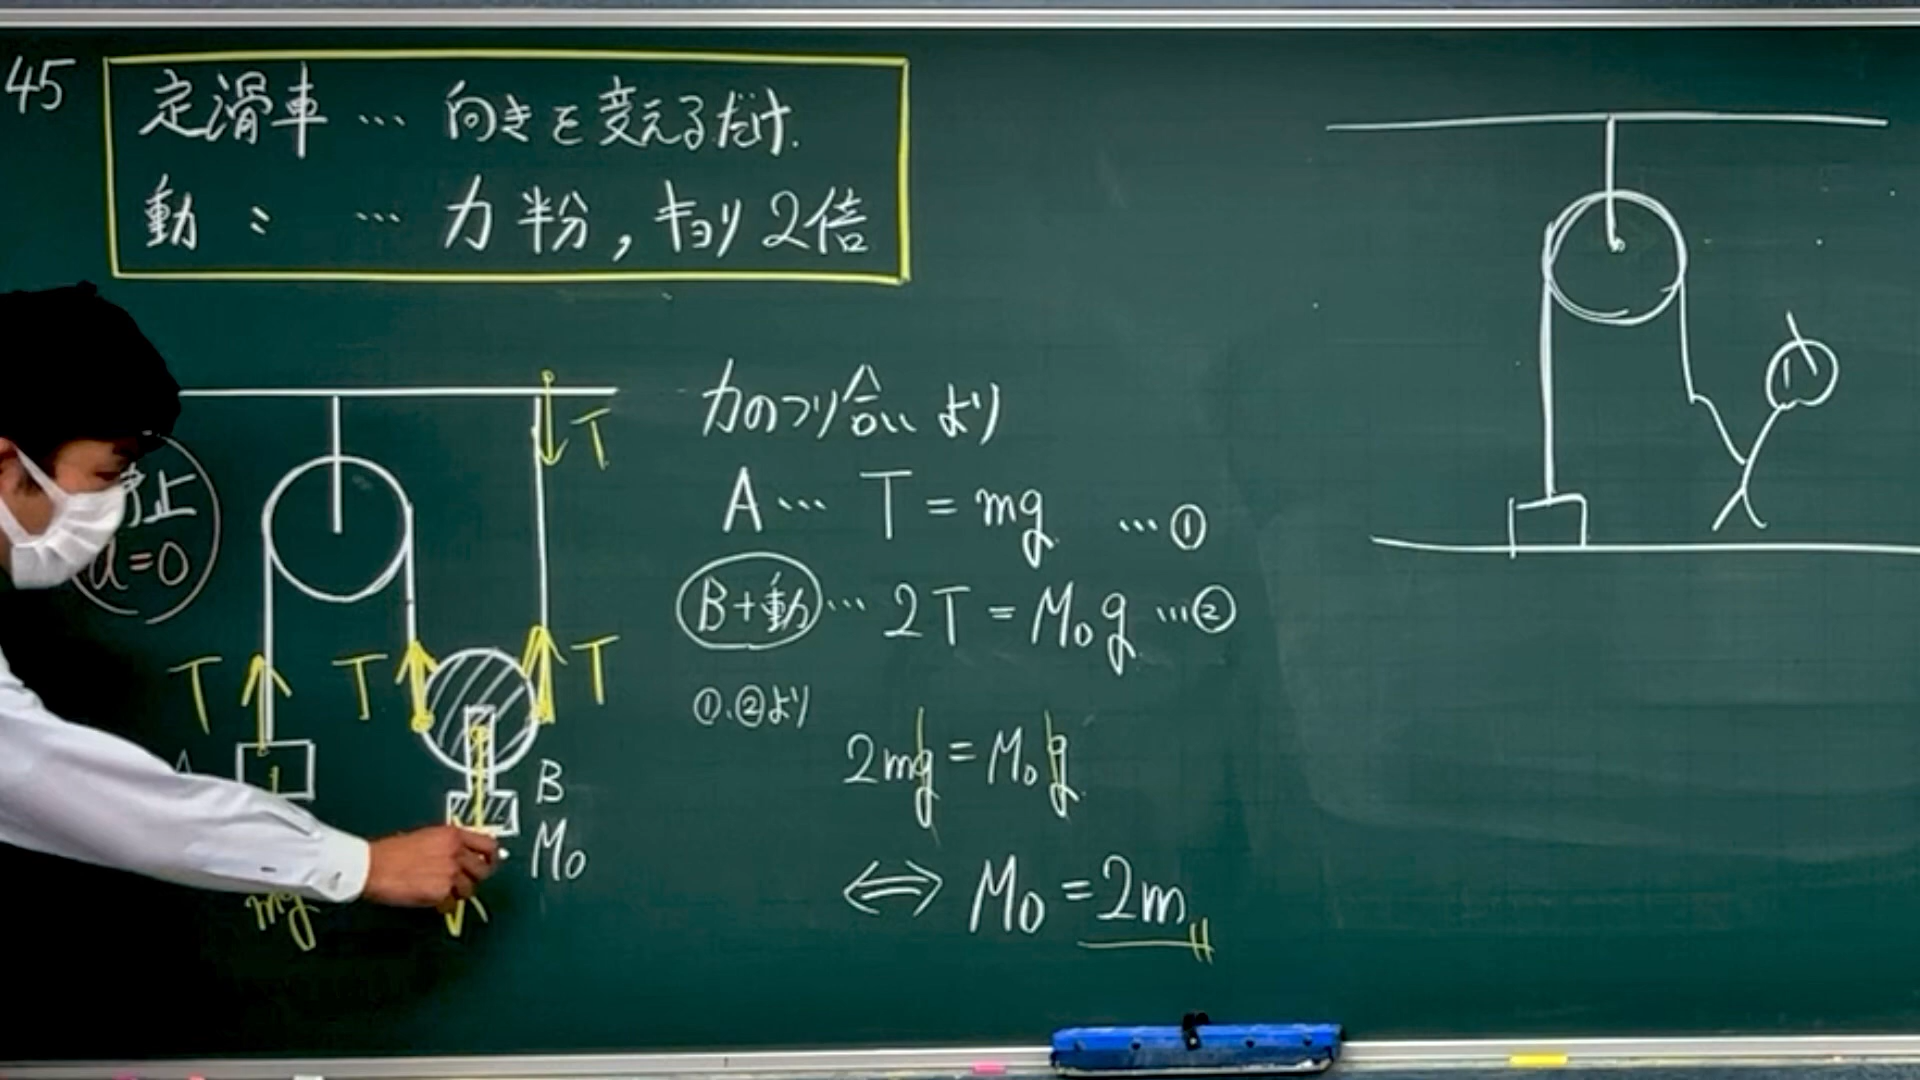 45
定滑車 … 向きを変えるだけ.
動 〃 … 力半分, キョリ2倍
力のつり合いより
A … T = mg … ①
B+動 … 2T = M₀g … ②
①、②より
2mg = M₀g
⇔ M₀ = 2m
止
a=0
T
T
T
T
B
M₀
mg